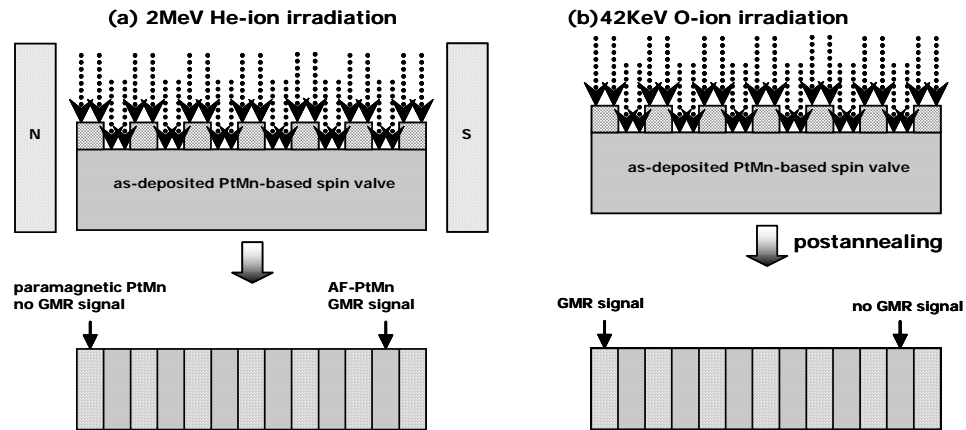 (a) 2MeV He-ion irradiation
N
S
as-deposited PtMn-based spin valve
paramagnetic PtMn
no GMR signal
AF-PtMn
GMR signal
(b)42KeV O-ion irradiation
as-deposited PtMn-based spin valve
postannealing
GMR signal
no GMR signal